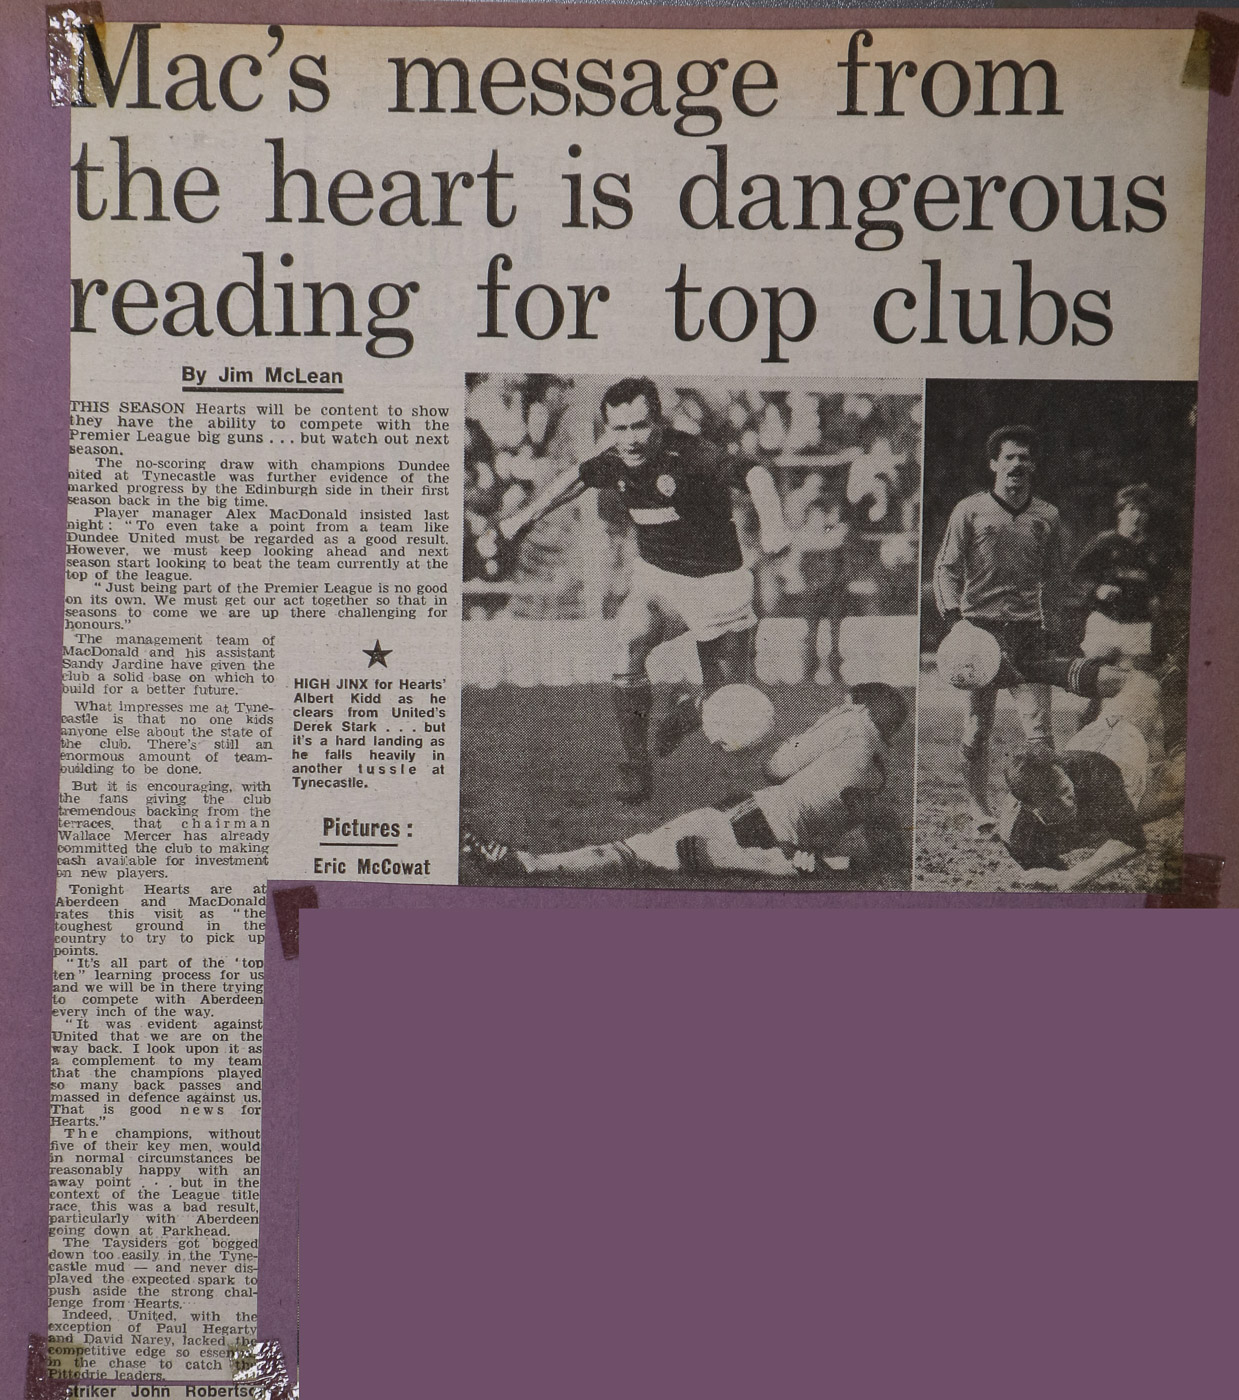 Mac's message from
the heart is dangerous
reading for top clubs
By Jim McLean
THIS SEASON Hearts will be content to show
they have the ability to compete with the
Premier League big guns . . . but watch out next
season.
The no-scoring draw with champions Dundee
nited at Tynecastle was further evidence of the
marked progress by the Edinburgh side in their first
season back in the big time.
Player manager Alex MacDonald insisted last
night: "To even take a point from a team like
Dundee United must be regarded as a good result.
However, we must keep looking ahead and next
season start looking to beat the team currently at the
top of the league.
"Just being part of the Premier League is no good
on its own. We must get our act together so that in
seasons to come we are up there challenging for
honours."
The management team of
MacDonald and his assistant
Sandy Jardine have given the
club a solid base on which to
build for a better future.
What impresses me at Tyne-
castle is that no one kids
anyone else about the state of
the club. There's still an
enormous amount of team-
building to be done.
But it is encouraging, with
the fans giving the club
tremendous backing from the
terraces, that chairman
Wallace Mercer has already
committed the club to making
cash available for investment
on new players.
Tonight Hearts are at
Aberdeen and MacDonald
rates this visit as "the
toughest ground in the
country to try to pick up
points.
"It's all part of the 'top
ten" learning process for us
and we will be in there trying
to compete with Aberdeen
every inch of the way.
"It was evident against
United that we are on the
way back. I look upon it as
a complement to my team
that the champions played
so many back passes and
massed in defence against us.
That is good news for
Hearts."
The champions, without
five of their key men, would
in normal circumstances be
reasonably happy with an
away point . . . but in the
context of the League title
race, this was a bad result,
particularly with Aberdeen
going down at Parkhead.
The Taysiders got bogged
down too easily in the Tyne-
castle mud — and never dis-
played the expected spark to
push aside the strong chal-
lenge from Hearts.
Indeed, United, with the
exception of Paul Hegarty
and David Narey, lacked the
competitive edge so
in the chase to catch the
Pittodrie leaders.
Striker John
HIGH JINX for Hearts'
Albert Kidd as he
clears from United's
Derek Stark . . . but
it's a hard landing as
he falls heavily in
another tussle at
Tynecastle.
Pictures :
Eric McCowat